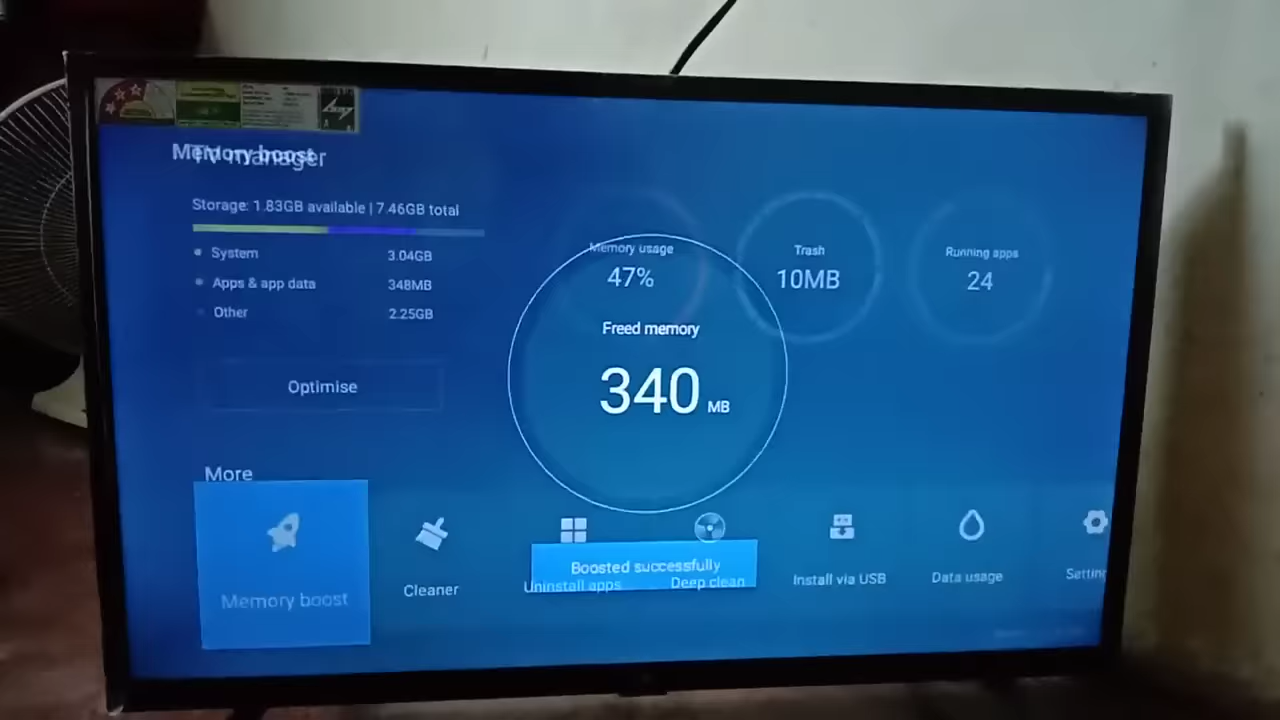 Memory boost
TV manager
Storage: 1.83GB available | 7.46GB total
System 3.04GB
Apps & app data 348MB
Other 2.25GB
Optimise
Memory usage
47%
Trash
10MB
Running apps
24
Freed memory
340 MB
More
Memory boost
Cleaner
Uninstall apps
Deep clean
Install via USB
Data usage
Settin
Boosted successfully